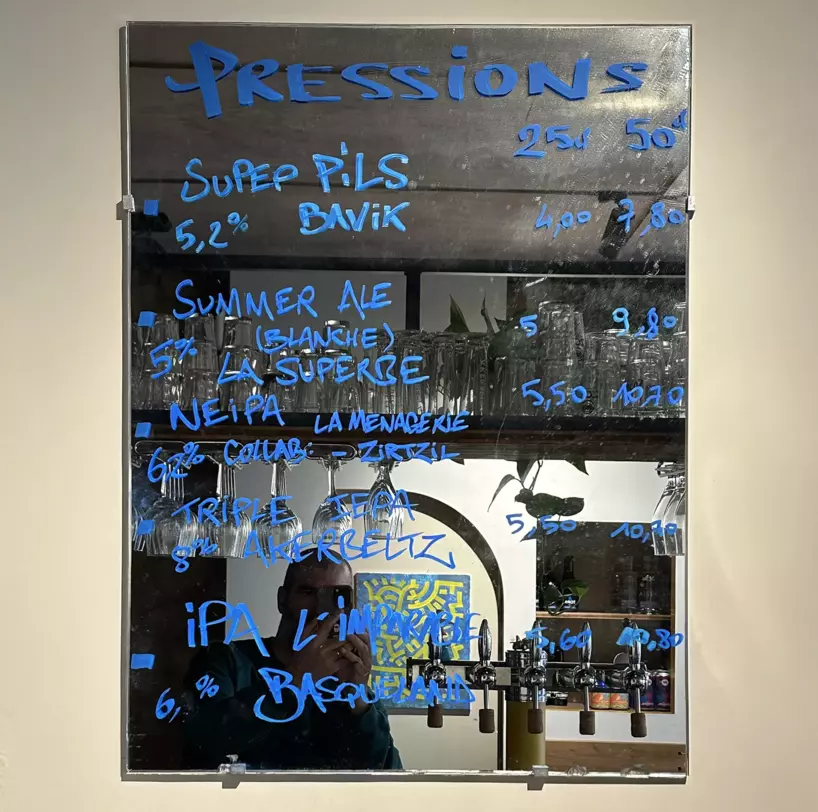 PRESSIONS
25cl 50cl
SUPER PiLS
5,2% BAViK 4,00 7,80
SUMMER ALE
(BLANCHE) 5 9,80
5% LA SUPERBE
NEiPA LA MENAGERIE 5,50 10,70
6,2% COLLAB - ZIRTZIL
TRIPLE 5,50 10,70
8% AKERBELTZ
iPA L'IMPARABLE 5,60 10,80
6, % BASQUELAND